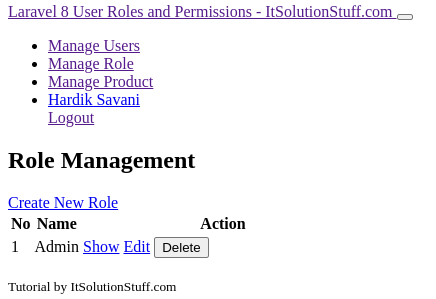 Laravel 8 User Roles and Permissions - ItSolutionStuff.com
Manage Users
Manage Role
Manage Product
Hardik Savani
Logout
Role Management
Create New Role
No Name Action
1 Admin Show Edit Delete
Tutorial by ItSolutionStuff.com